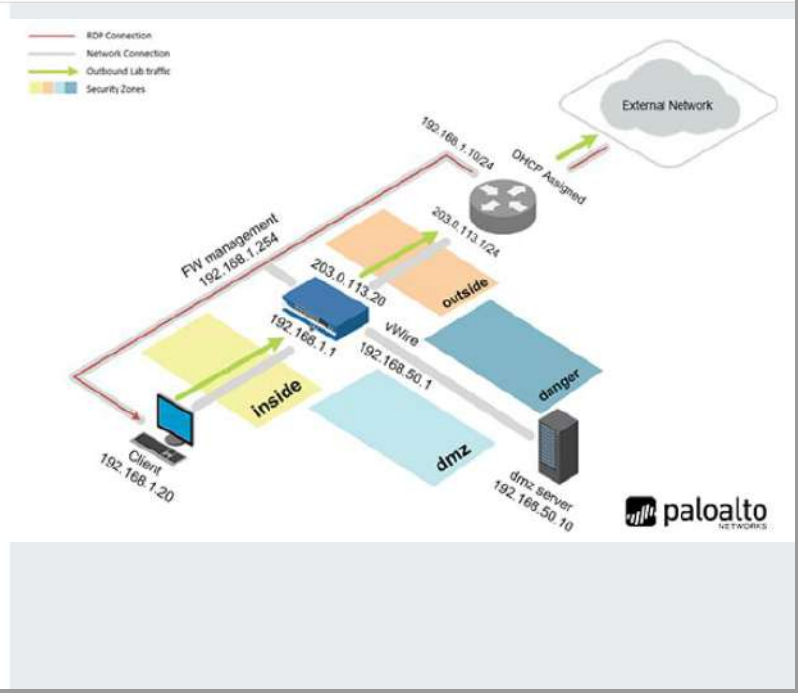 RDP Connection
Network Connection
Outbound Lab traffic
Security Zones
External Network
192.168.1.10/24
DHCP Assigned
203.0.113.1/24
FW management
192.168.1.254
203.0.113.20
outside
192.168.1.1
vWire
192.168.50.1
danger
inside
dmz
Client
192.168.1.20
dmz server
192.168.50.10
paloalto
NETWORKS